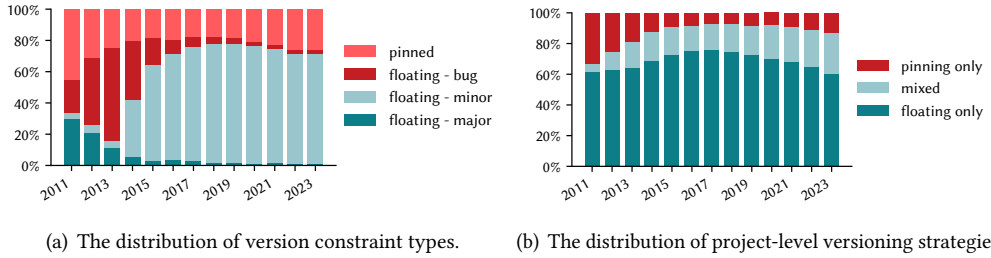 100%
80%
60%
40%
20%
0%
2011
2013
2015
2017
2019
2021
2023
pinned
floating - bug
floating - minor
floating - major
(a) The distribution of version constraint types.
100%
80%
60%
40%
20%
0%
2011
2013
2015
2017
2019
2021
2023
pinning only
mixed
floating only
(b) The distribution of project-level versioning strategie